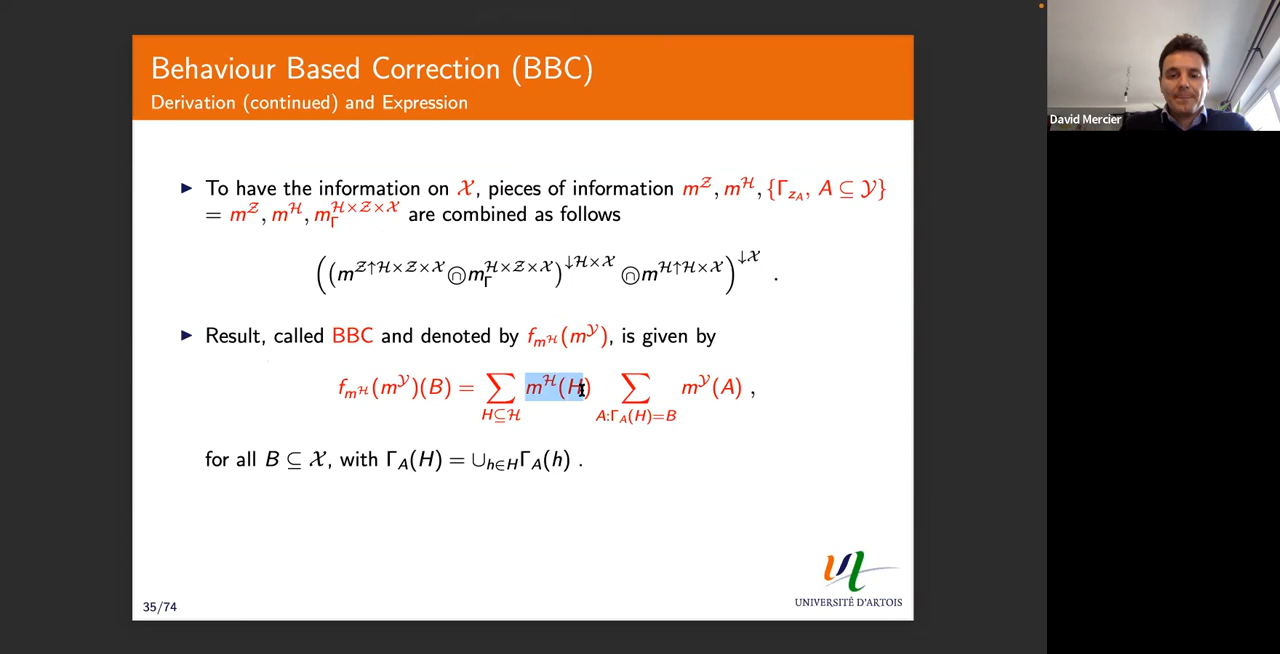 Behaviour Based Correction (BBC)
Derivation (continued) and Expression
David Mercier
▶ To have the information on 𝒳, pieces of information m^𝒵, m^ℋ, {Γ_{z_A}, A ⊆ 𝒴}
= m^𝒵, m^ℋ, m_Γ^{ℋ×𝒵×𝒳} are combined as follows
((m^{𝒵↑ℋ×𝒵×𝒳} ⓝ m_Γ^{ℋ×𝒵×𝒳})^{↓ℋ×𝒳} ⓝ m^{ℋ↑ℋ×𝒳})^{↓𝒳} .
▶ Result, called BBC and denoted by f_{m^ℋ}(m^𝒴), is given by
f_{m^ℋ}(m^𝒴)(B) = ∑_{H⊆ℋ} m^ℋ(H) ∑_{A:Γ_A(H)=B} m^𝒴(A) ,
for all B ⊆ 𝒳, with Γ_A(H) = ∪_{h∈H}Γ_A(h) .
UNIVERSITÉ D'ARTOIS
35/74